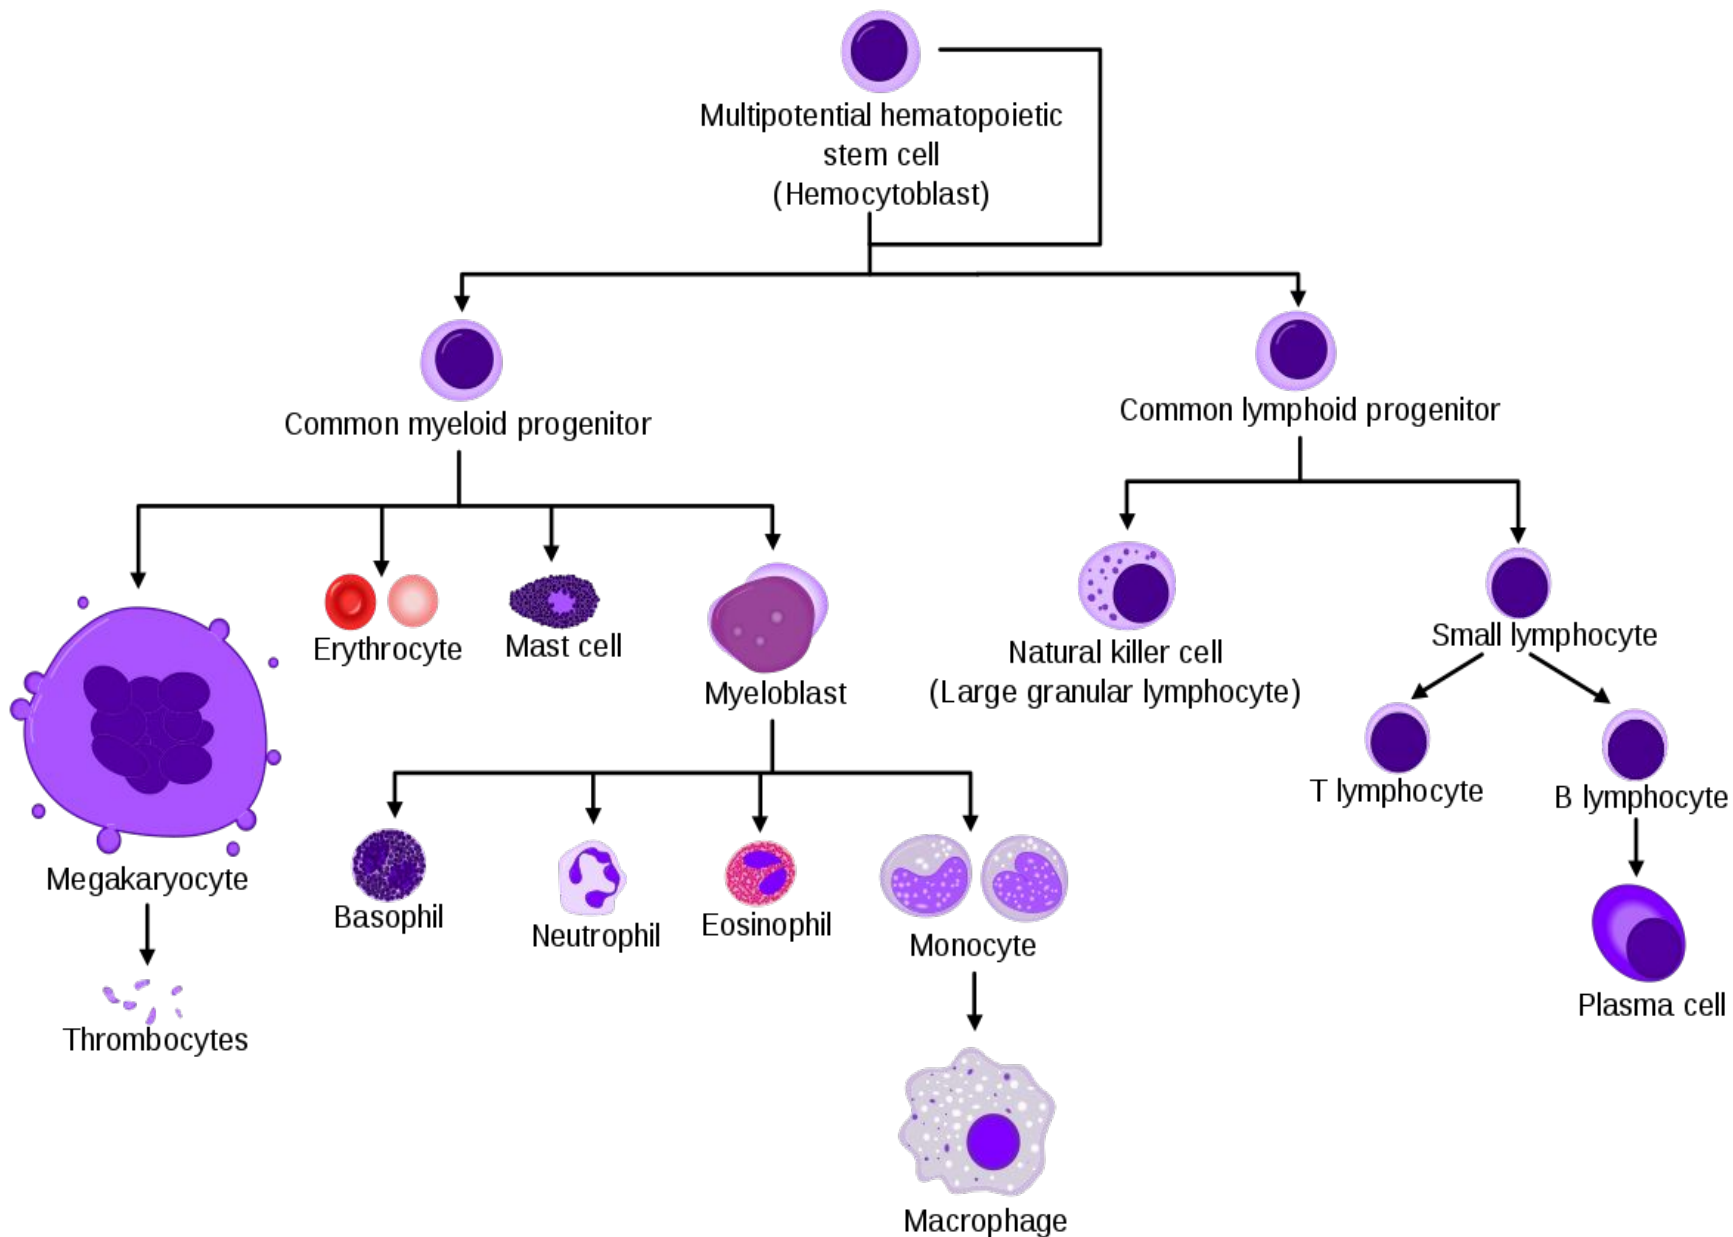 Multipotential hematopoietic
stem cell
(Hemocytoblast)
Common myeloid progenitor
Common lymphoid progenitor
Erythrocyte
Mast cell
Myeloblast
Natural killer cell
(Large granular lymphocyte)
Small lymphocyte
T lymphocyte
B lymphocyte
Megakaryocyte
Basophil
Neutrophil
Eosinophil
Monocyte
Plasma cell
Thrombocytes
Macrophage